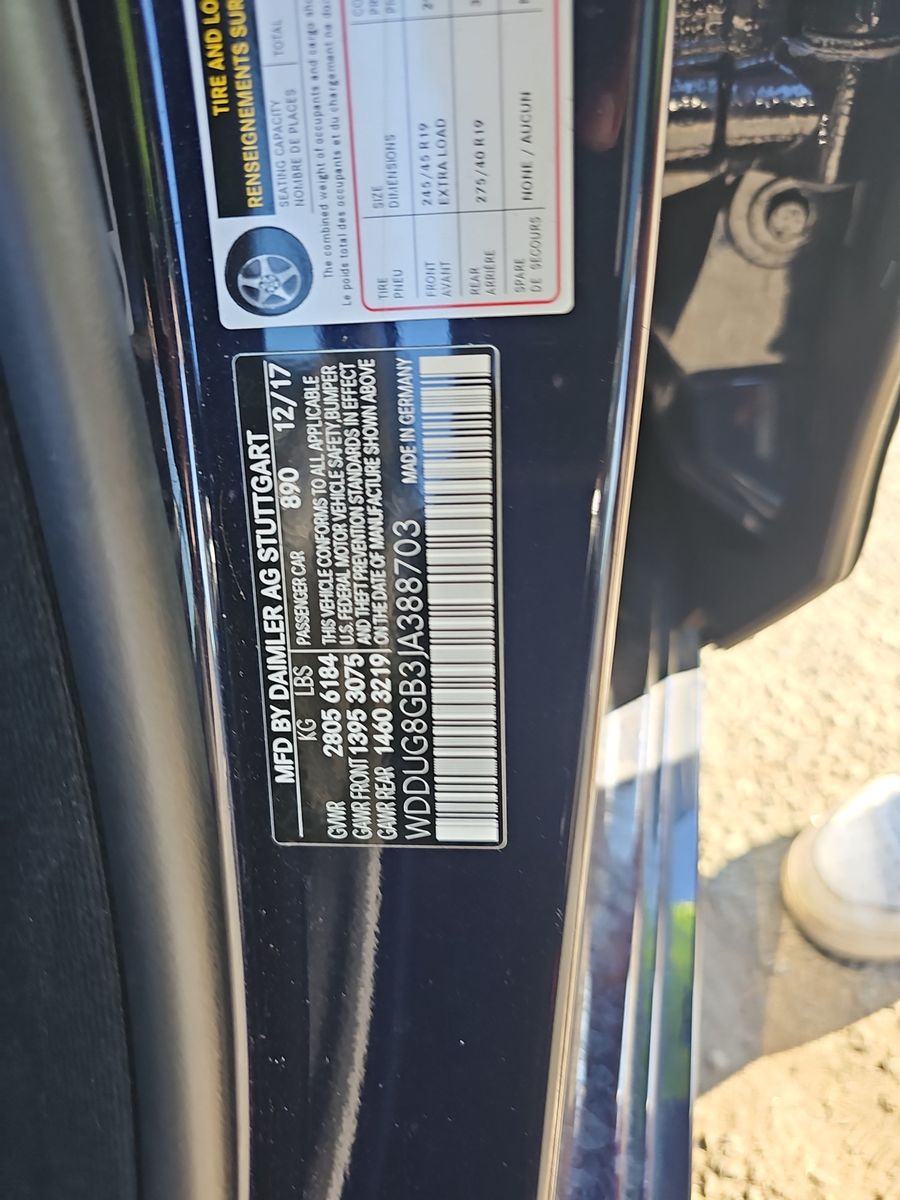 TIRE AND LO
RENSEIGNEMENTS SUR
SEATING CAPACITY
NOMBRE DE PLACES
TOTAL
The combined weight of occupants and cargo sho
Le poids total des occupants et du chargement ne doi
TIRE
PNEU
SIZE
DIMENSIONS
FRONT
AVANT
245/45 R19
EXTRA LOAD
REAR
ARRIÈRE
275/40 R19
SPARE
DE SECOURS
NONE / AUCUN
MFD BY DAIMLER AG STUTTGART
KG LBS PASSENGER CAR 890 12/17
GVWR 2805 6184 THIS VEHICLE CONFORMS TO ALL APPLICABLE
GAWR FRONT 1395 3075 U.S. FEDERAL MOTOR VEHICLE SAFETY, BUMPER
GAWR REAR 1460 3219 AND THEFT PREVENTION STANDARDS IN EFFECT
ON THE DATE OF MANUFACTURE SHOWN ABOVE
WDDUG8GB3JA388703 MADE IN GERMANY